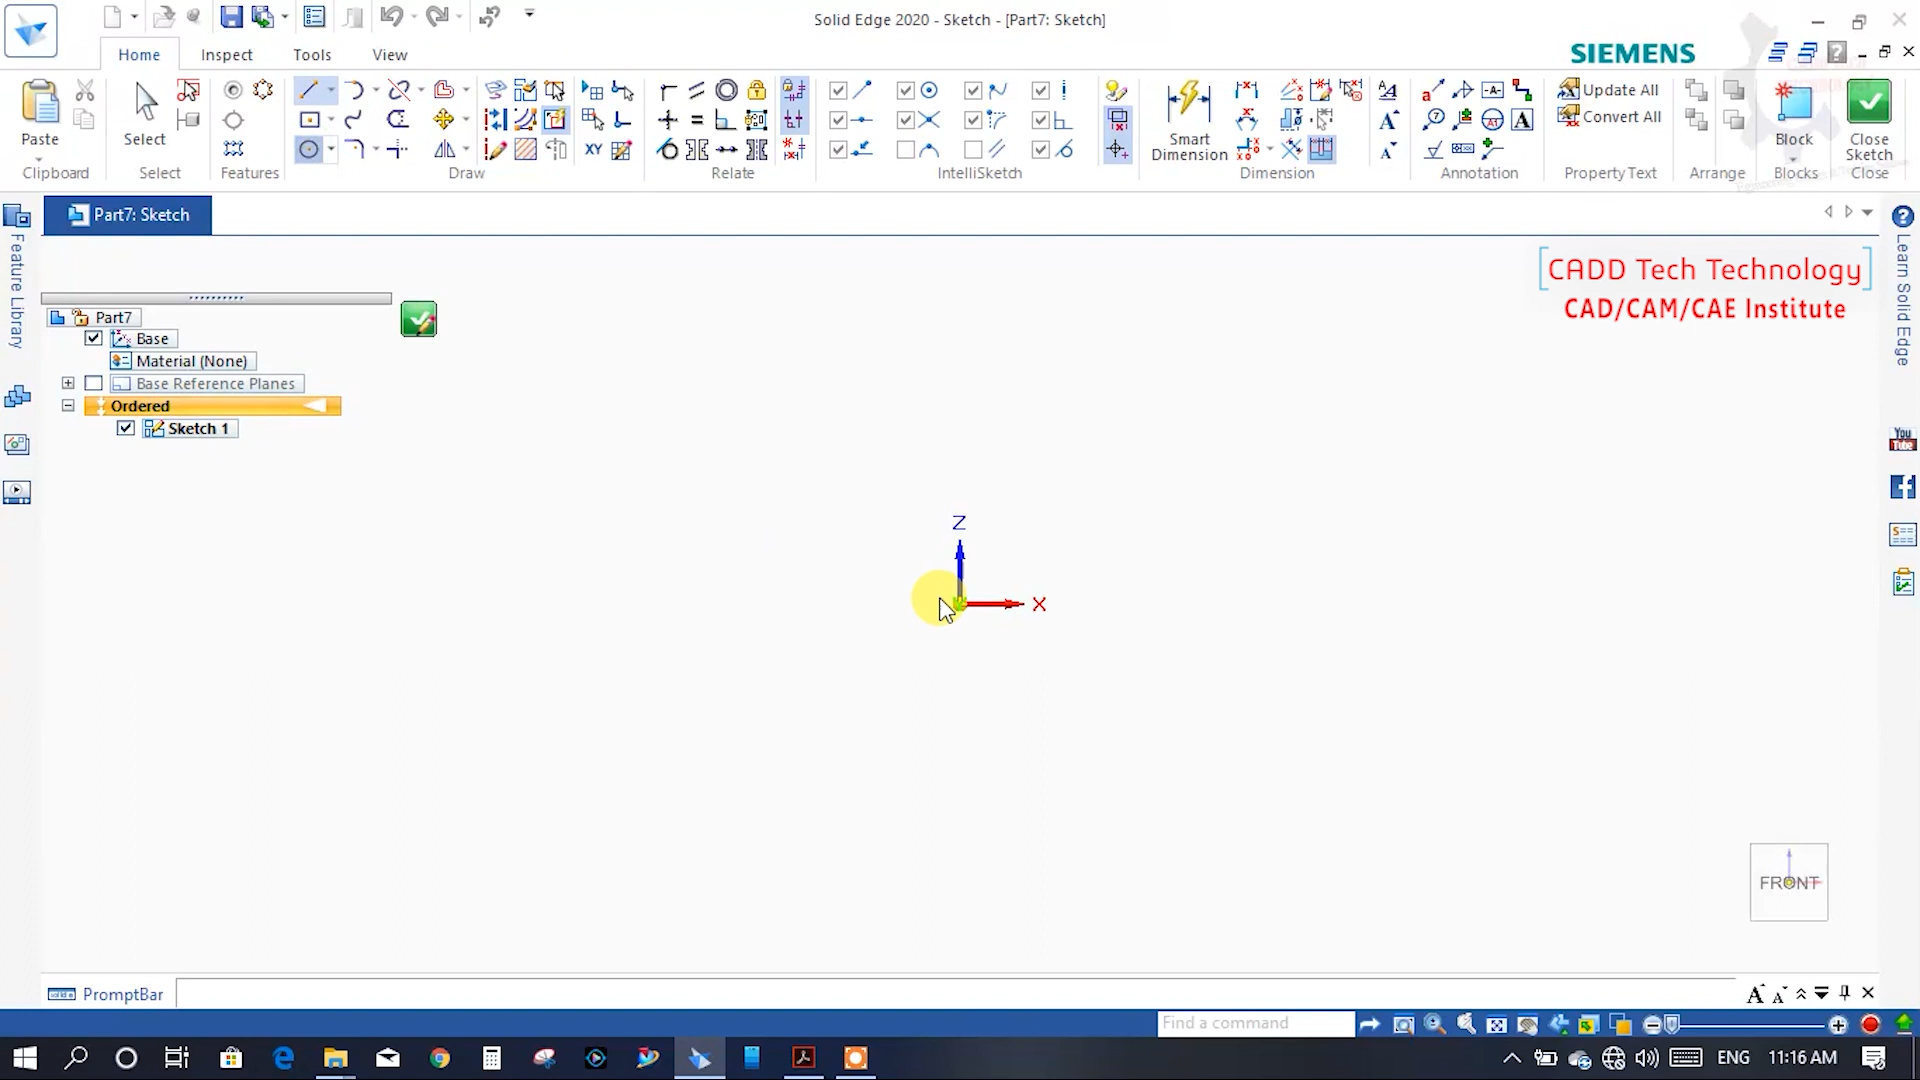 Solid Edge 2020 - Sketch - [Part7: Sketch]
Home
Inspect
Tools
View
SIEMENS
Paste
Select
Smart
Dimension
Update All
Convert All
Block
Close
Sketch
Clipboard
Select
Features
Draw
Relate
IntelliSketch
Dimension
Annotation
Property Text
Arrange
Blocks
Close
Part7: Sketch
Feature Library
Learn Solid Edge
[CADD Tech Technology]
CAD/CAM/CAE Institute
Part7
Base
Material (None)
Base Reference Planes
Ordered
Sketch 1
You
Tube
Z
X
FRONT
PromptBar
Find a command
ENG
11:16 AM